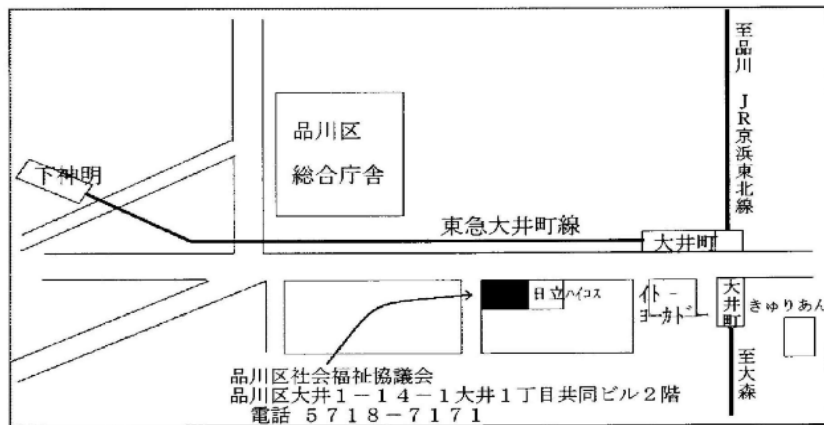 至品川 JR京浜東北線
品川区
総合庁舎
下神明
東急大井町線
大井町
日立ハイコス
イトー
ヨーカドー
大井町
きゅりあん
至大森
品川区社会福祉協議会
品川区大井1－14－1大井1丁目共同ビル2階
電話 5718－7171